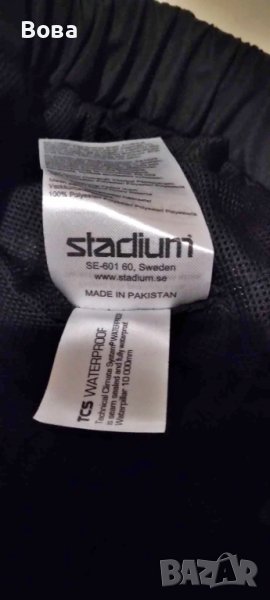 Вова
100% Polyester
stadium
SE-601 60, Sweden
www.stadium.se
MADE IN PAKISTAN
TCS WATERPROOF
Technical Climate System® WATERPROOF
is seam sealed and fully waterproof
Waterpillar: 10 000mm
BAZAR